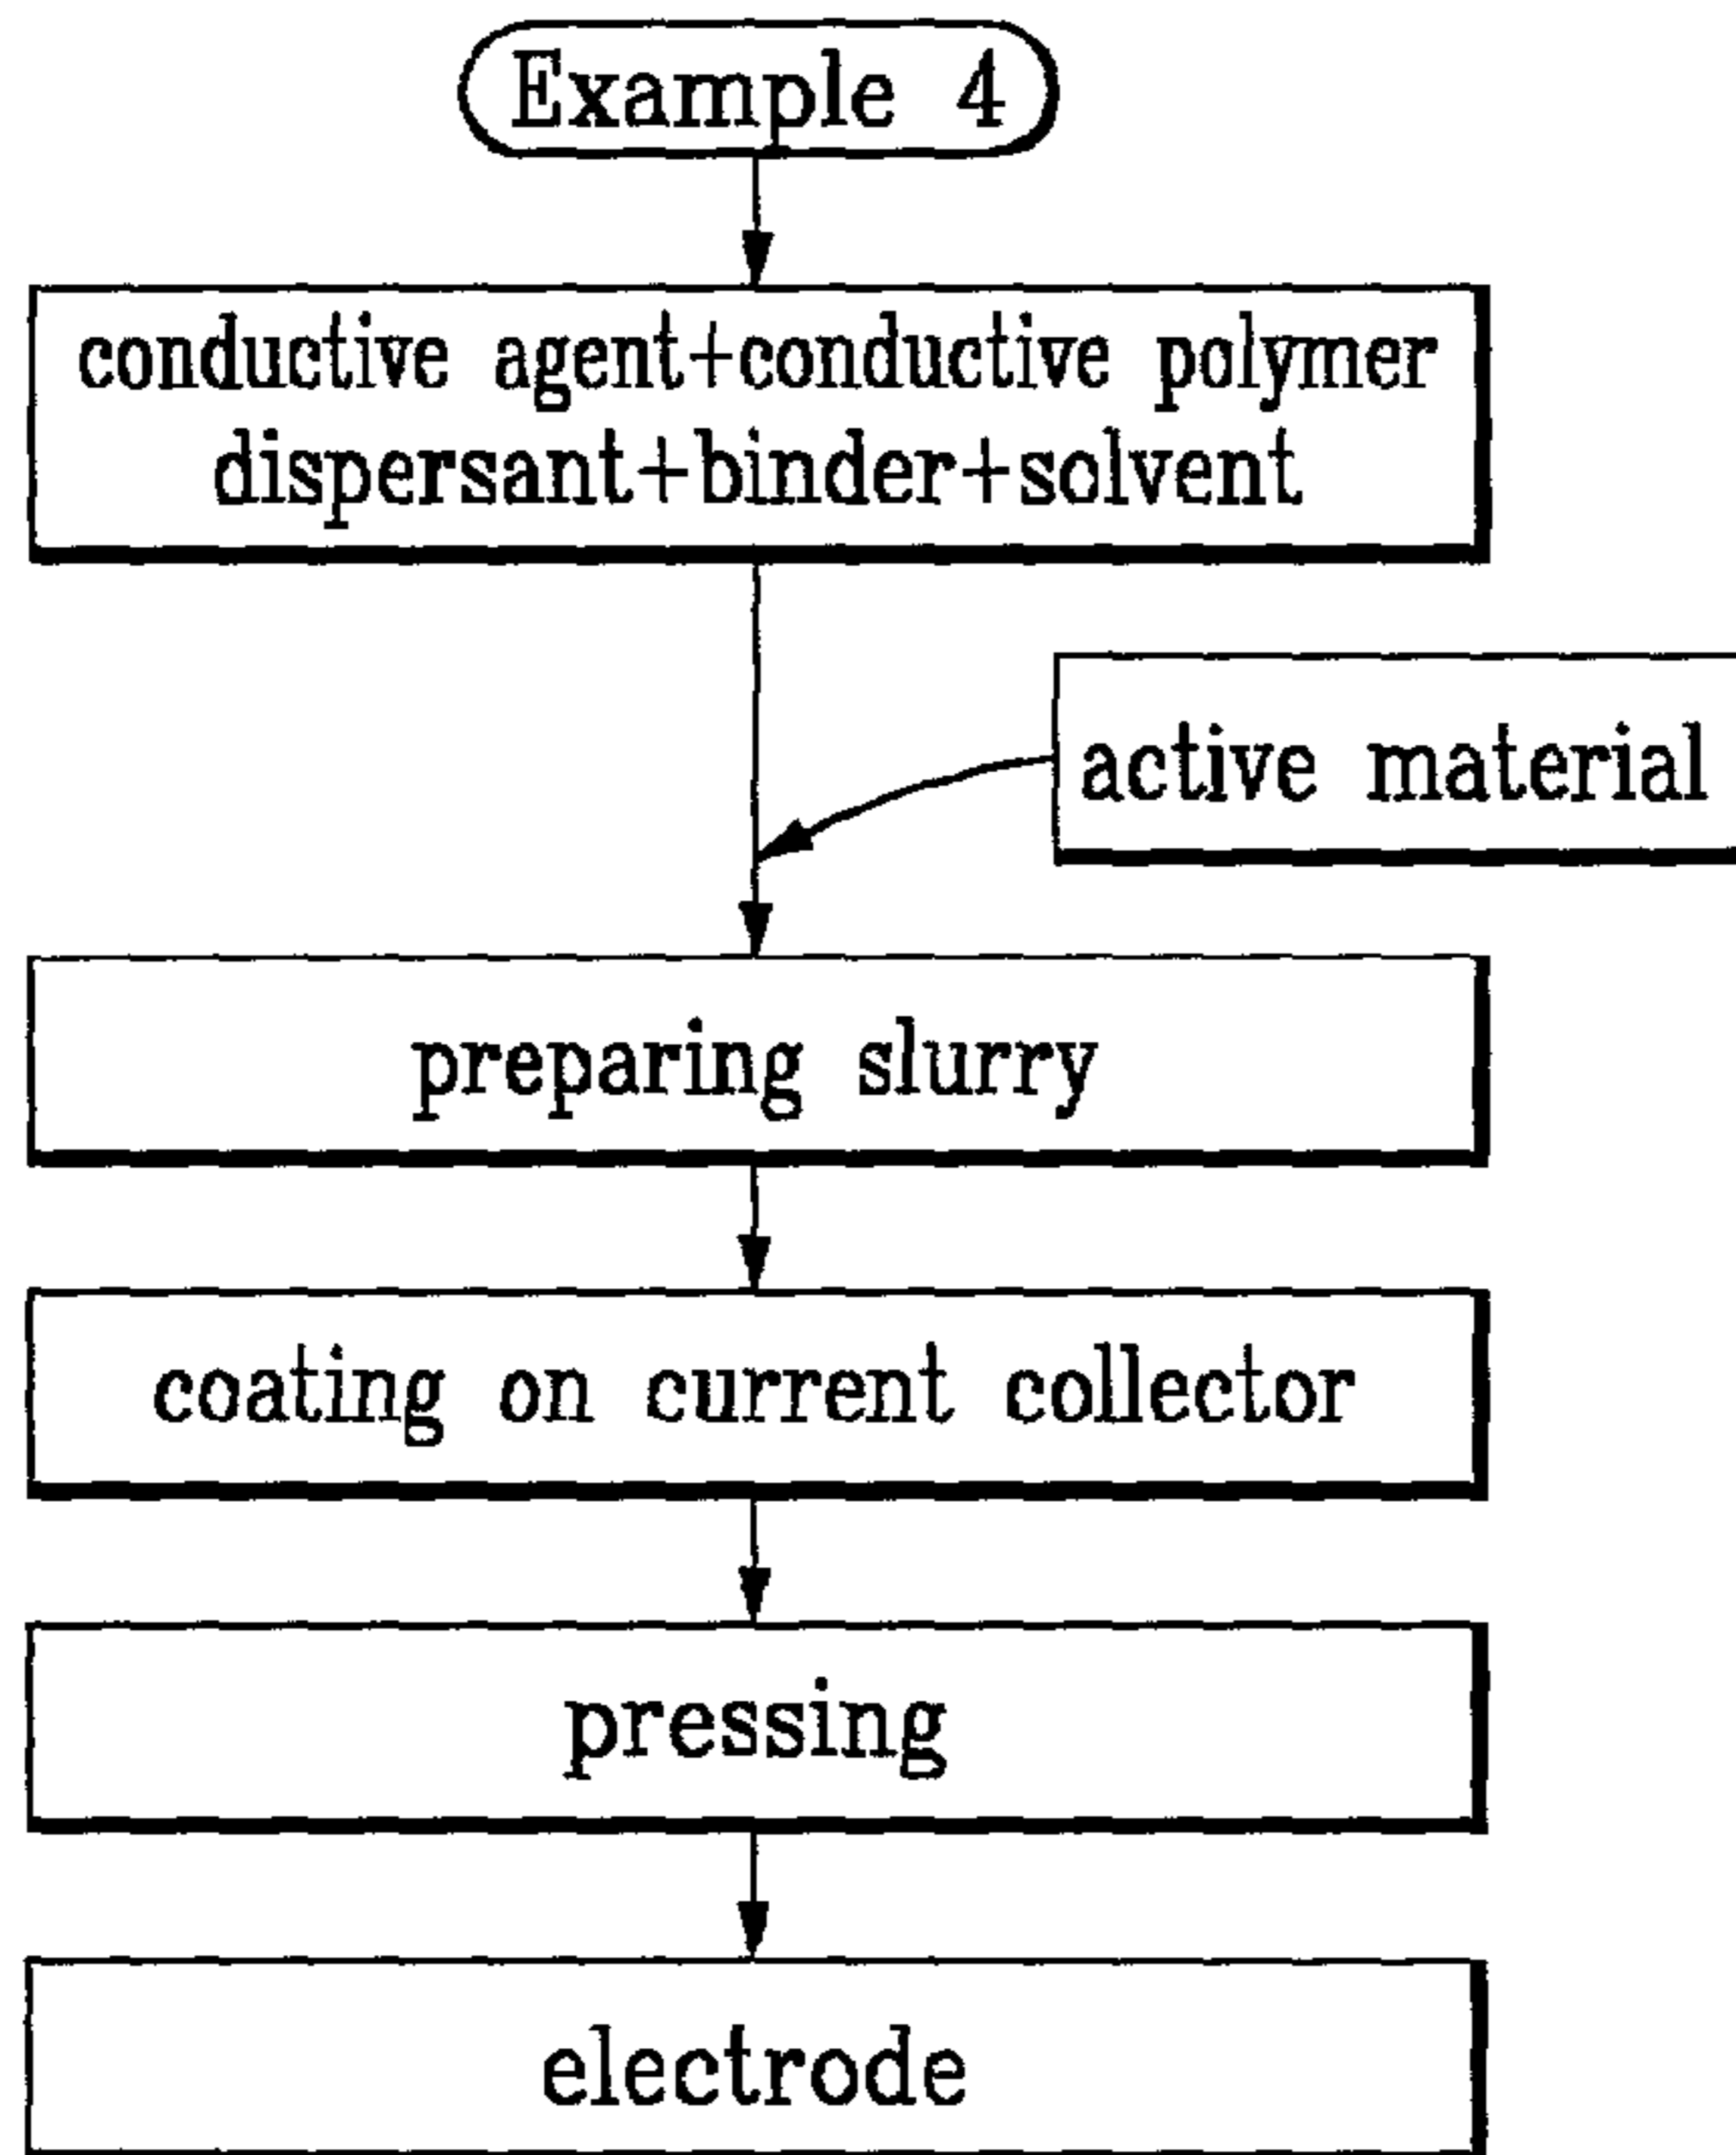 Example 4
conductive agent+conductive polymer
dispersant+binder+solvent
active material
preparing slurry
coating on current collector
pressing
electrode